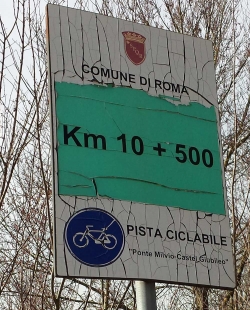 COMUNE DI ROMA
Km 10 + 500
PISTA CICLABILE
"Ponte Milvio-Castel Giubileo"